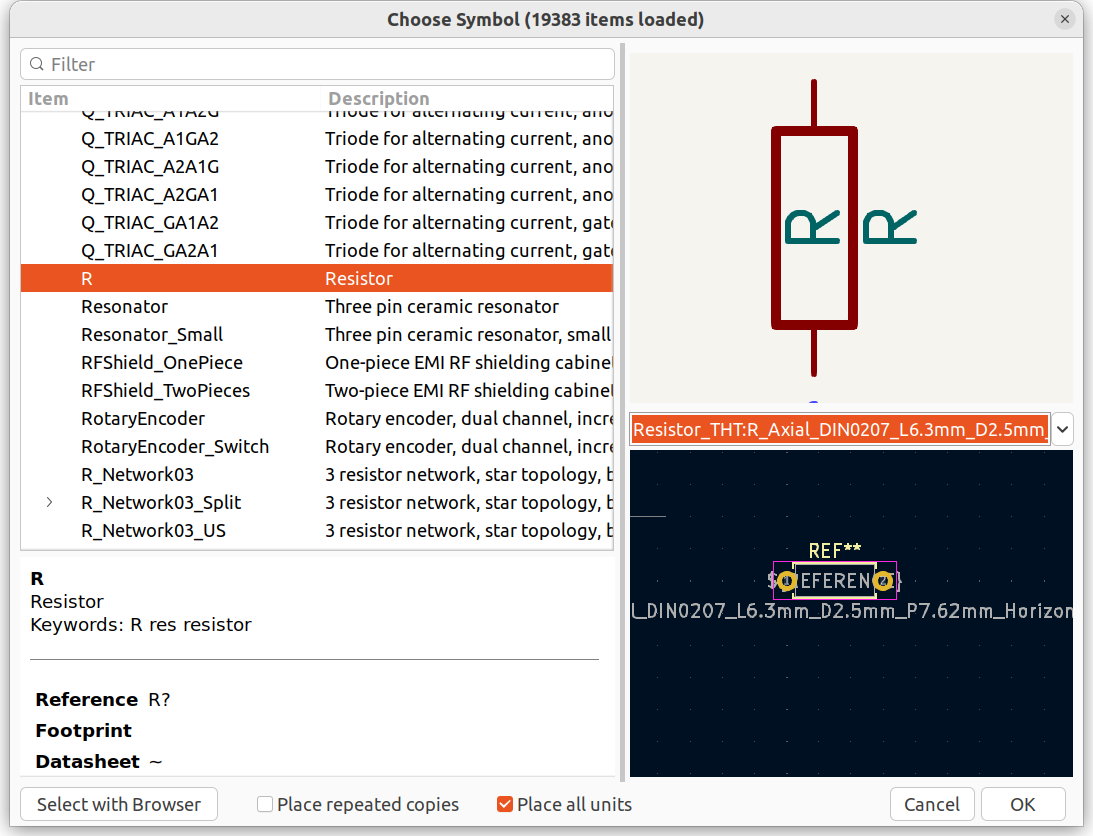 Choose Symbol (19383 items loaded)
Filter
Item Description
Q_TRIAC_A1A2G Triode for alternating current, ano
Q_TRIAC_A1GA2 Triode for alternating current, ano
Q_TRIAC_A2A1G Triode for alternating current, ano
Q_TRIAC_A2GA1 Triode for alternating current, ano
Q_TRIAC_GA1A2 Triode for alternating current, gat
Q_TRIAC_GA2A1 Triode for alternating current, gat
R Resistor
Resonator Three pin ceramic resonator
Resonator_Small Three pin ceramic resonator, small
RFShield_OnePiece One-piece EMI RF shielding cabine
RFShield_TwoPieces Two-piece EMI RF shielding cabine
RotaryEncoder Rotary encoder, dual channel, incre
RotaryEncoder_Switch Rotary encoder, dual channel, incre
R_Network03 3 resistor network, star topology, b
R_Network03_Split 3 resistor network, star topology, b
R_Network03_US 3 resistor network, star topology, b
R
Resistor
Keywords: R res resistor
Reference R?
Footprint
Datasheet ~
R R
Resistor_THT:R_Axial_DIN0207_L6.3mm_D2.5mm_
REF**
${REFERENCE}
L_DIN0207_L6.3mm_D2.5mm_P7.62mm_Horizon
Select with Browser
Place repeated copies
Place all units
Cancel
OK